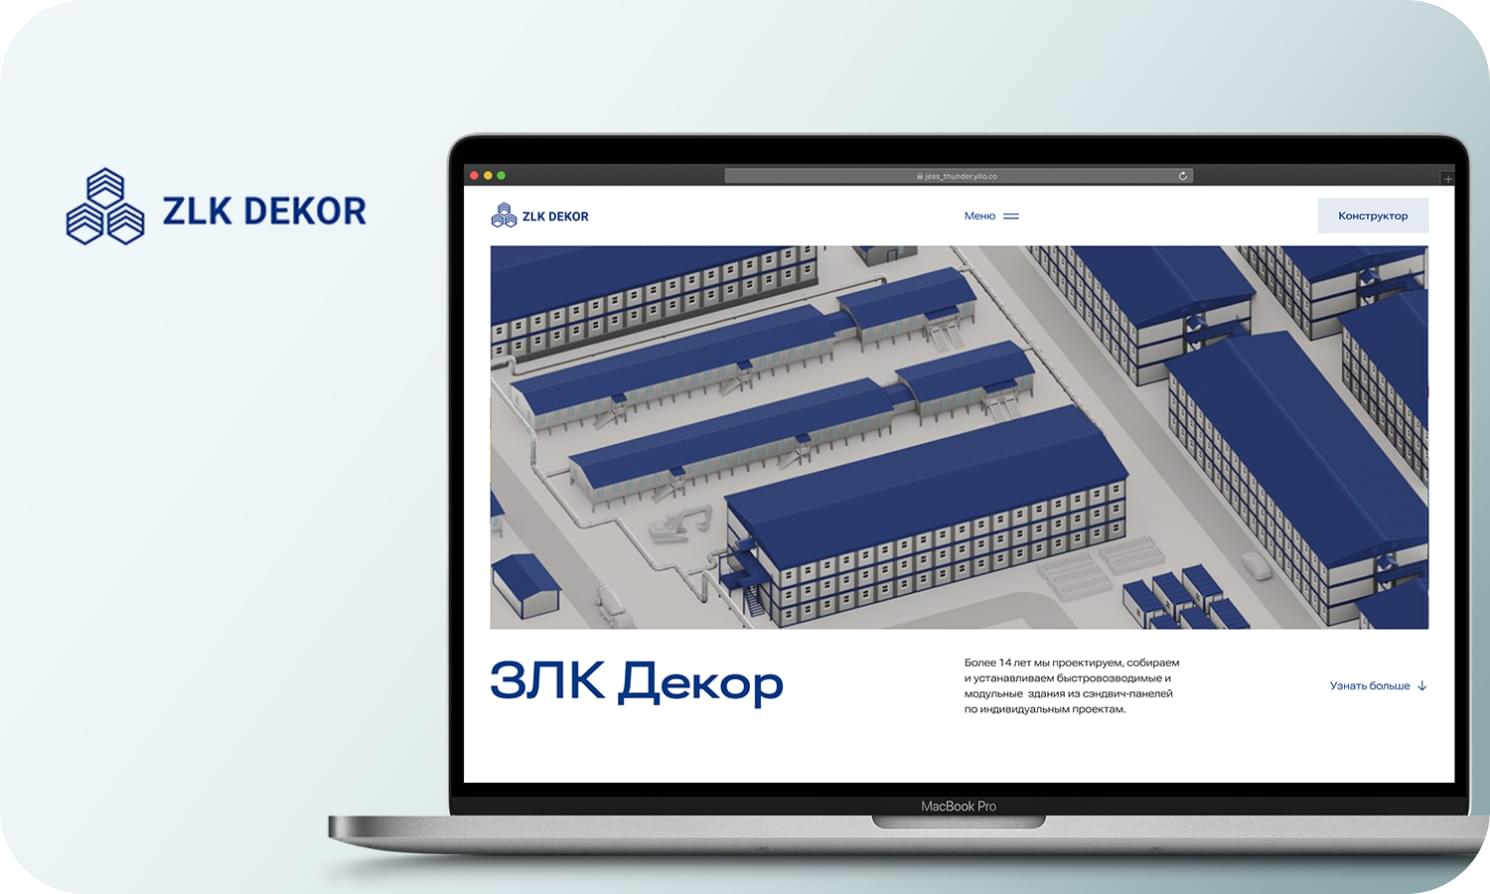 ZLK DEKOR
jess_thunder.yllo.co
ZLK DEKOR
Меню
Конструктор
ЗЛК Декор
Более 14 лет мы проектируем, собираем
и устанавливаем быстровозводимые и
модульные здания из сэндвич-панелей
по индивидуальным проектам.
Узнать больше ↓
MacBook Pro